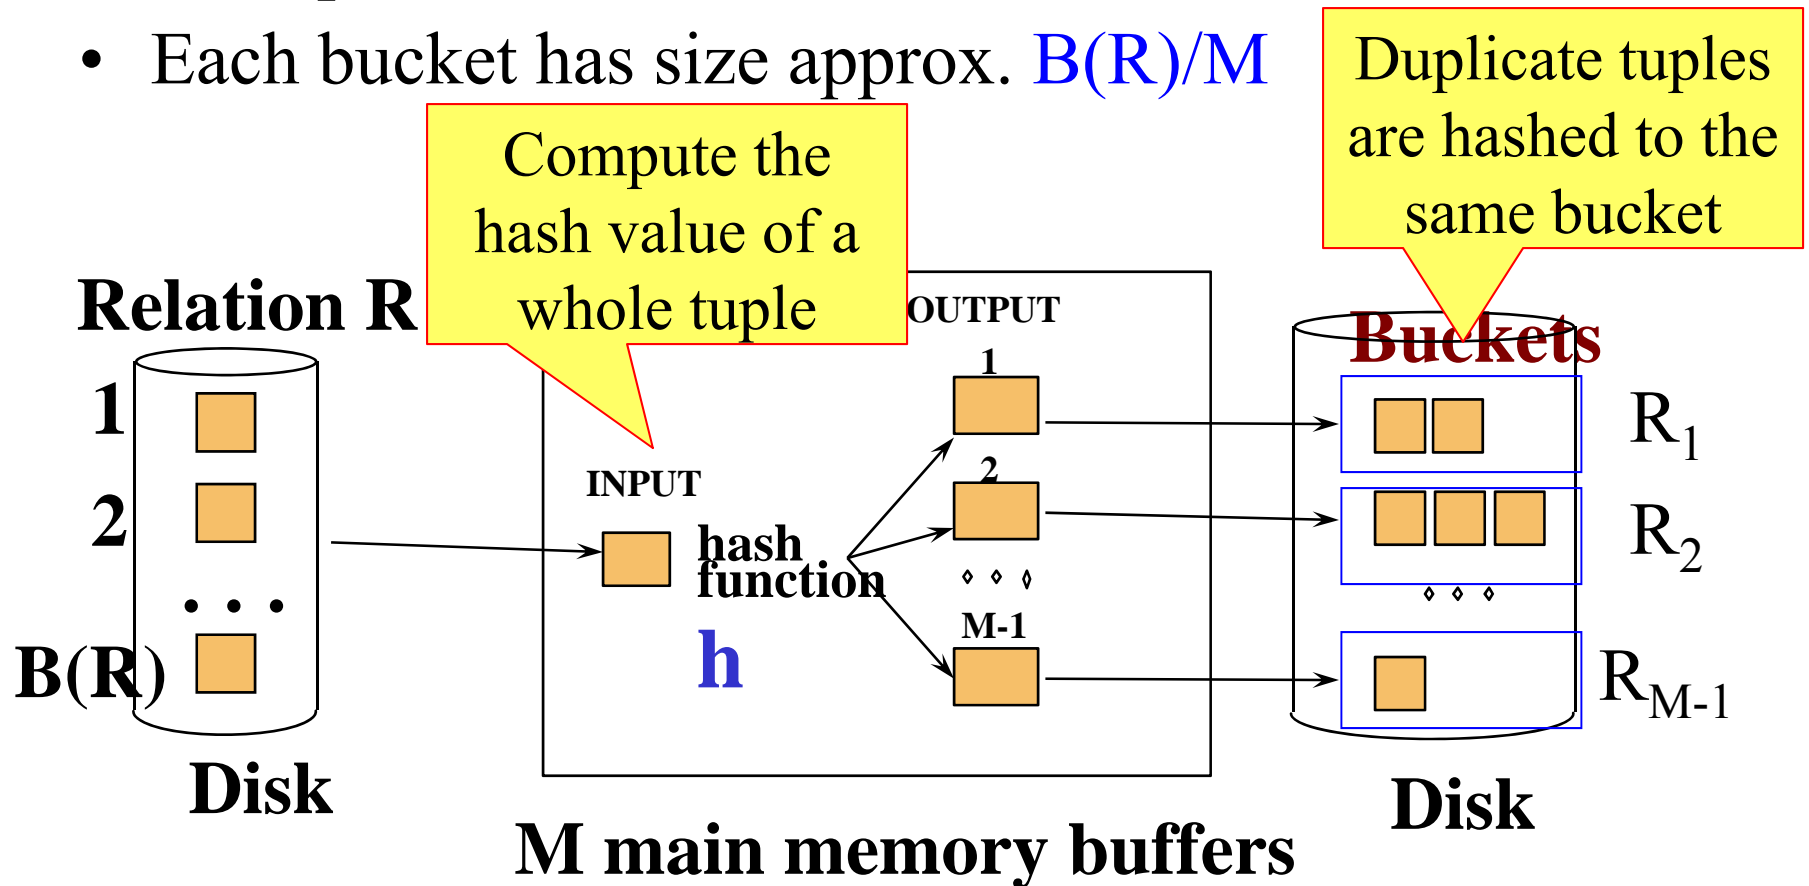 • Each bucket has size approx. B(R)/M
Duplicate tuples
are hashed to the
same bucket
Compute the
hash value of a
whole tuple
Relation R
1
2
• • •
B(R)
Disk
INPUT
hash
function
h
OUTPUT
1
2
M-1
M main memory buffers
Buckets
R₁
R₂
R_{M-1}
Disk